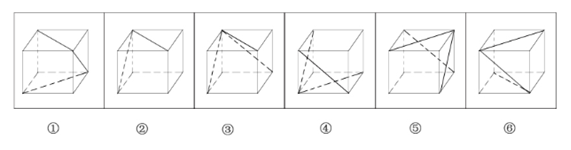 ① ② ③ ④ ⑤ ⑥